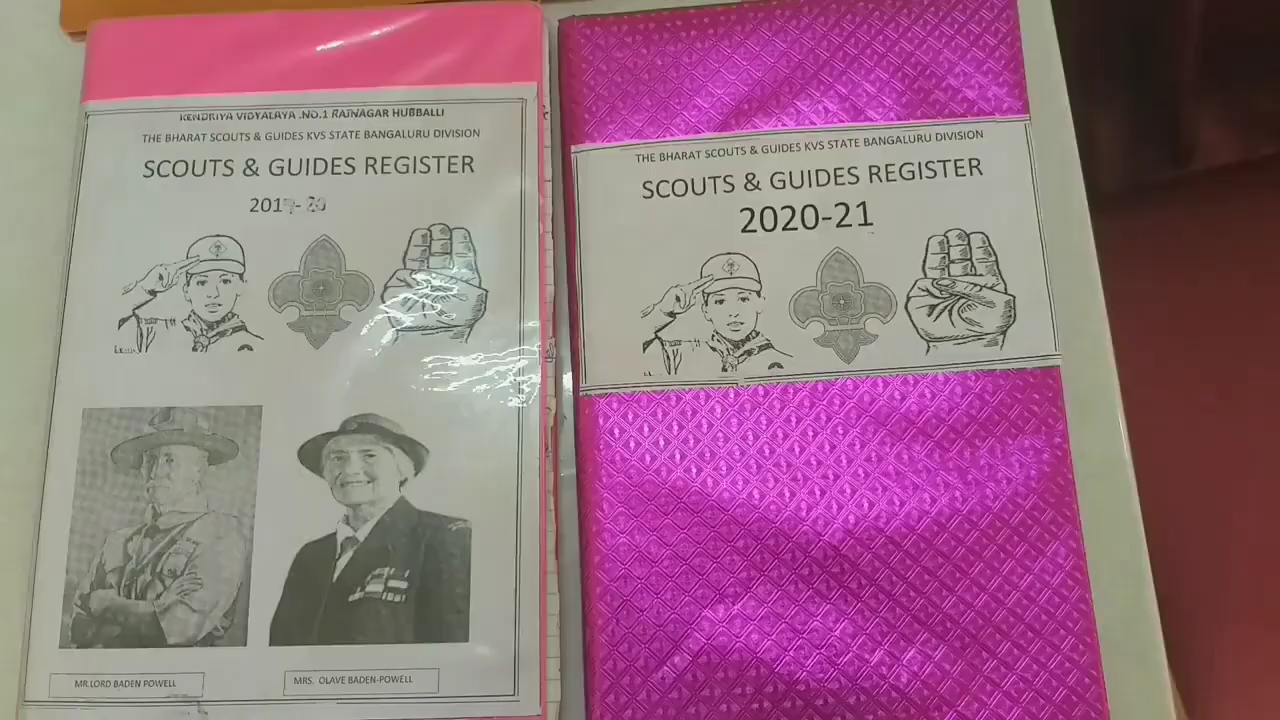 KENDRIYA VIDYALAYA .NO.1 RAJNAGAR HUBBALLI
THE BHARAT SCOUTS & GUIDES KVS STATE BANGALURU DIVISION
SCOUTS & GUIDES REGISTER
MR.LORD BADEN POWELL
MRS. OLAVE BADEN-POWELL
THE BHARAT SCOUTS & GUIDES KVS STATE BANGALURU DIVISION
SCOUTS & GUIDES REGISTER
2020-21